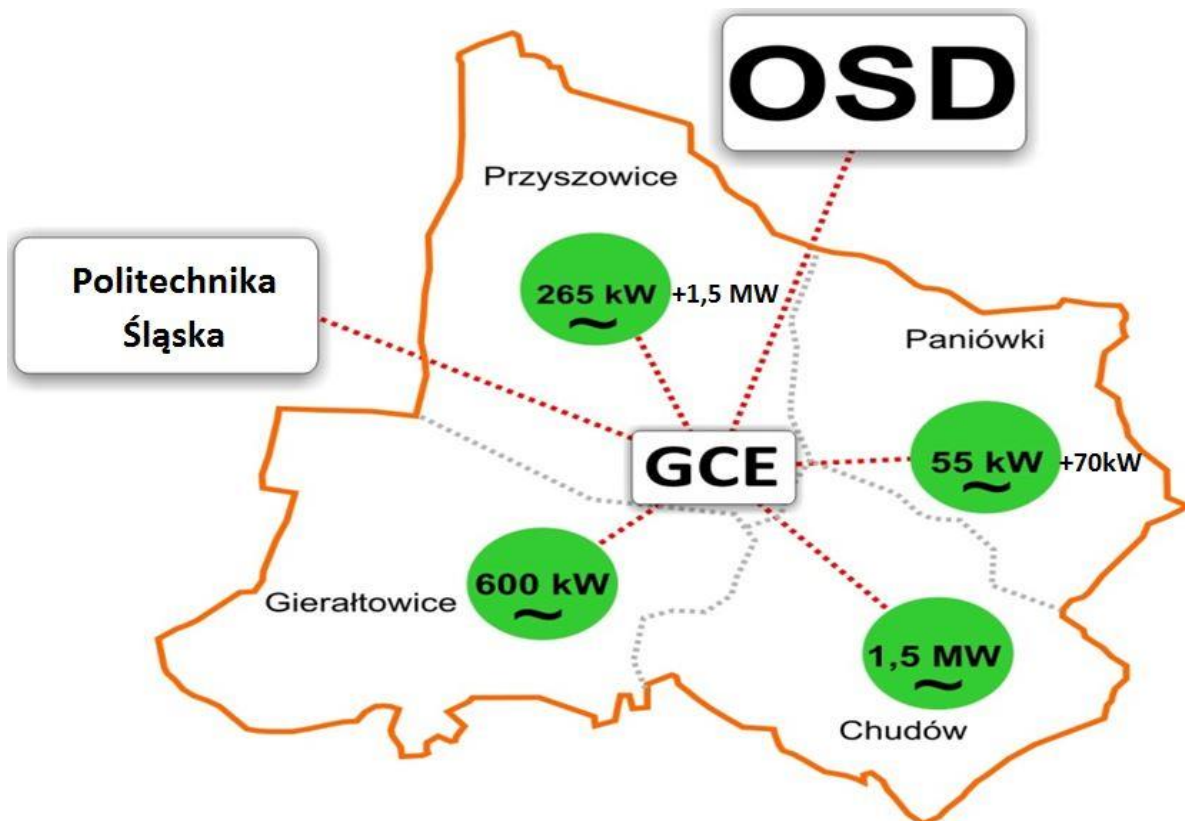 OSD
Przyszowice
Politechnika
Śląska
265 kW +1,5 MW
~
Paniówki
GCE
55 kW +70kW
~
600 kW
~
Gierałtowice
1,5 MW
~
Chudów